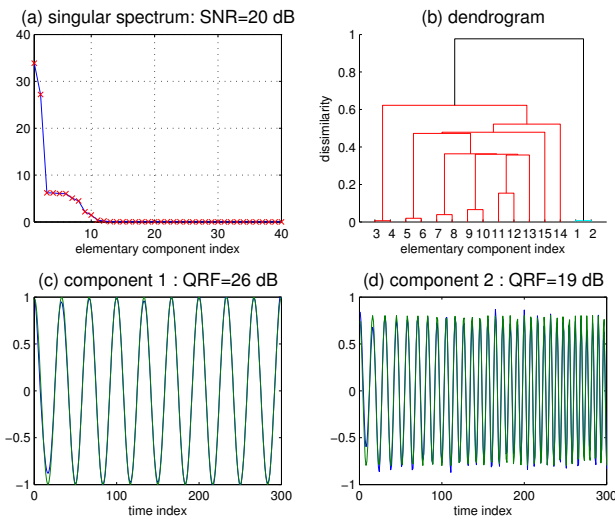 (a) singular spectrum: SNR=20 dB
40
30
20
10
0
10 20 30 40
elementary component index
(b) dendrogram
dissimilarity
1
0.8
0.6
0.4
0.2
0
3 4 5 6 7 8 9 10 11 12 13 15 14 1 2
elementary component index
(c) component 1 : QRF=26 dB
1
0.5
0
−0.5
−1
0 100 200 300
time index
(d) component 2 : QRF=19 dB
1
0.5
0
−0.5
−1
0 100 200 300
time index